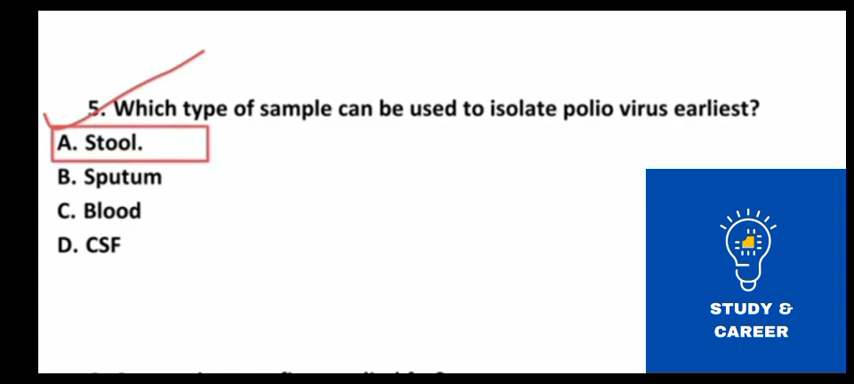 5. Which type of sample can be used to isolate polio virus earliest?
A. Stool.
B. Sputum
C. Blood
D. CSF
STUDY &
CAREER